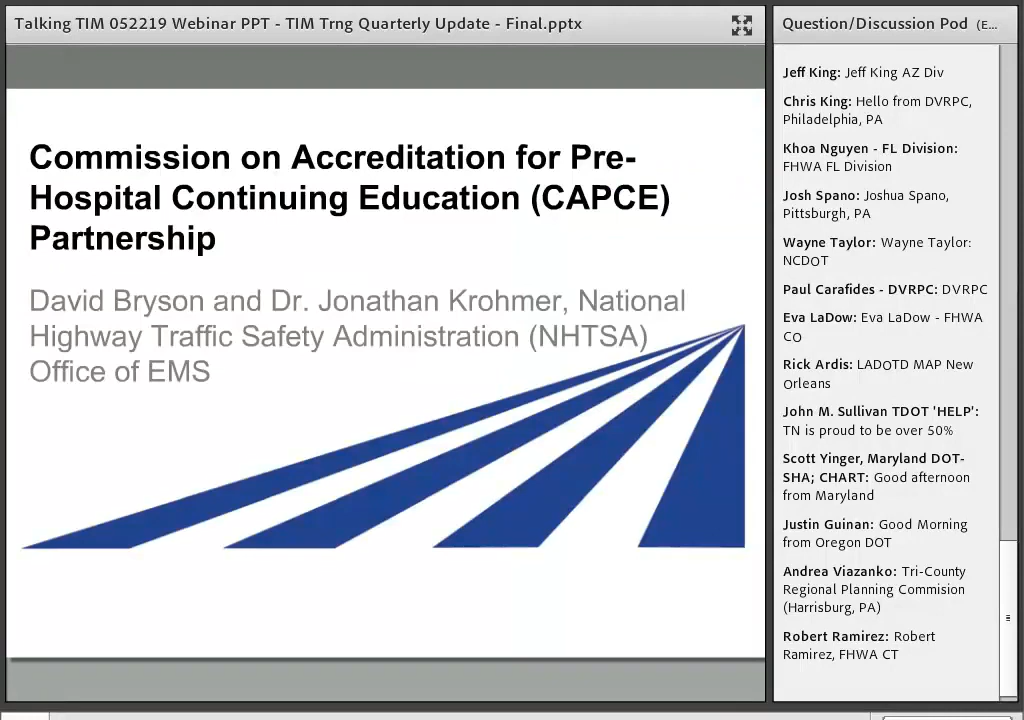 Talking TIM 052219 Webinar PPT - TIM Trng Quarterly Update - Final.pptx
Commission on Accreditation for Pre-
Hospital Continuing Education (CAPCE)
Partnership
David Bryson and Dr. Jonathan Krohmer, National
Highway Traffic Safety Administration (NHTSA)
Office of EMS
Question/Discussion Pod (E...
Jeff King: Jeff King AZ Div
Chris King: Hello from DVRPC,
Philadelphia, PA
Khoa Nguyen - FL Division:
FHWA FL Division
Josh Spano: Joshua Spano,
Pittsburgh, PA
Wayne Taylor: Wayne Taylor:
NCDOT
Paul Carafides - DVRPC: DVRPC
Eva LaDow: Eva LaDow - FHWA
CO
Rick Ardis: LADOTD MAP New
Orleans
John M. Sullivan TDOT 'HELP':
TN is proud to be over 50%
Scott Yinger, Maryland DOT-
SHA; CHART: Good afternoon
from Maryland
Justin Guinan: Good Morning
from Oregon DOT
Andrea Viazanko: Tri-County
Regional Planning Commision
(Harrisburg, PA)
Robert Ramirez: Robert
Ramirez, FHWA CT